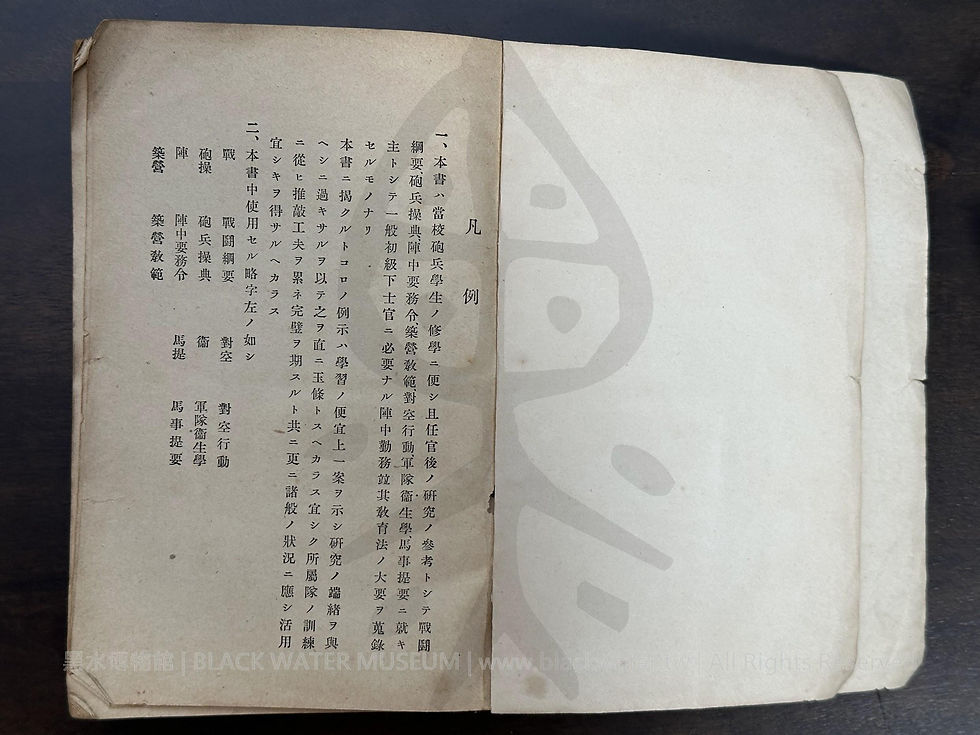 凡例
一、本書ハ當校砲兵學生ノ修學ニ便シ且任官後ノ研究ノ參考トシテ戰鬪
綱要、砲兵操典、陣中要務令、築營敎範、對空行動、軍隊衞生學、馬事提要ニ就キ
主トシテ一般初級下士官ニ必要ナル陣中勤務竝其敎育法ノ大要ヲ蒐錄
セルモノナリ
本書ニ揭クルトコロノ例示ハ學習ノ便宜上一案ヲ示シ硏究ノ端緖ヲ與
ヘシニ過キサルヲ以テ之ヲ直ニ玉條トスヘカラス宜シク所屬隊ノ訓練
ニ從ヒ推敲工夫ヲ累ネ完璧ヲ期スルト共ニ更ニ諸般ノ狀況ニ應シ活用
宜シキヲ得サルヘカラス
二、本書中使用セル略字左ノ如シ
戰 戰鬪綱要 對空 對空行動
砲操 砲兵操典 衞 軍隊衞生學
陣 陣中要務令 馬提 馬事提要
築營 築營敎範
黑水博物館 | BLACK WATER MUSEUM | www. | All Rights